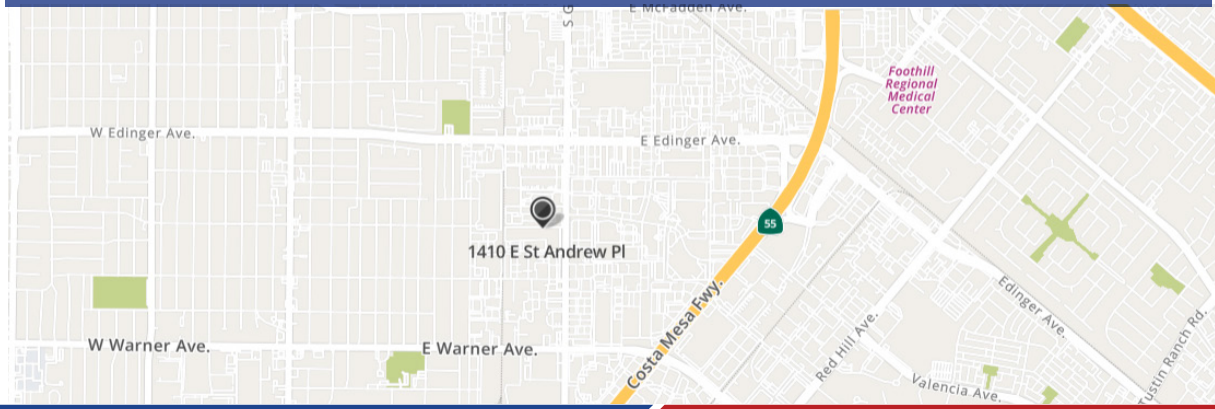 E McFadden Ave.
S G
Foothill
Regional
Medical
Center
W Edinger Ave.
E Edinger Ave.
55
1410 E St Andrew Pl
Costa Mesa Fwy.
Edinger Ave.
Red Hill Ave.
Tustin Ranch Rd.
W Warner Ave.
E Warner Ave.
Valencia Ave.